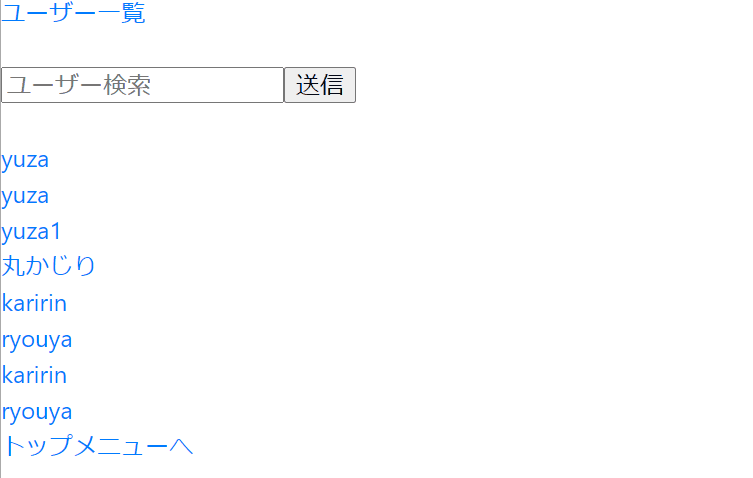 ユーザー一覧
ユーザー検索 送信
yuza
yuza
yuza1
丸かじり
karirin
ryouya
karirin
ryouya
トップメニューへ